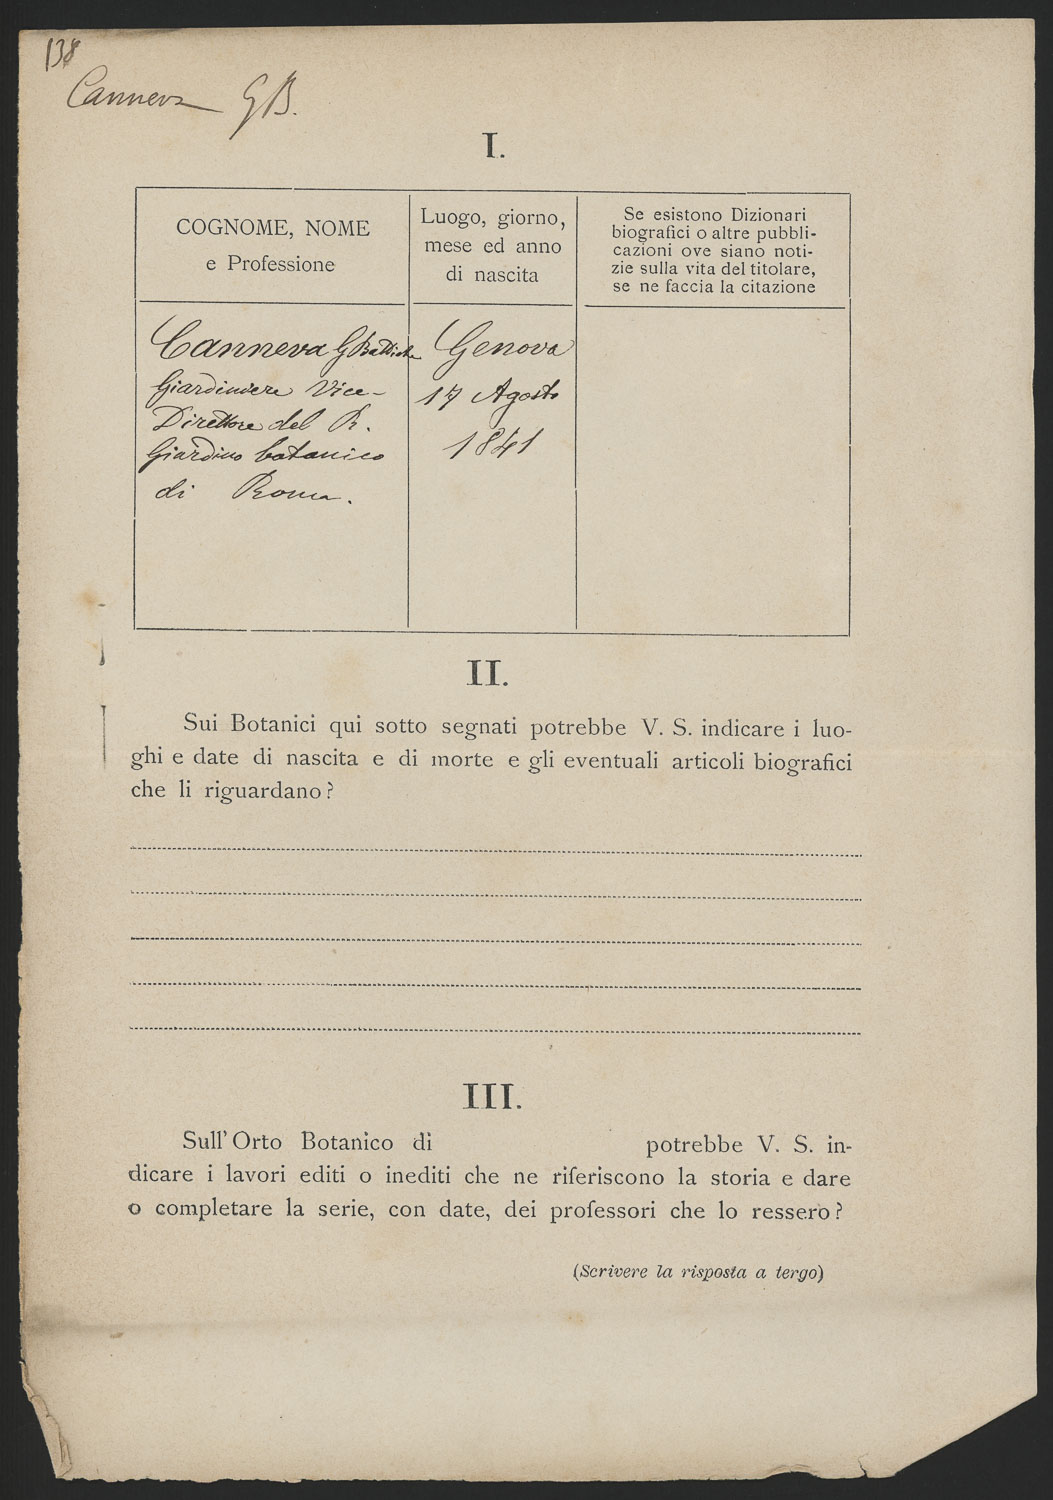 138
Canneva GB.
I.
COGNOME, NOME
e Professione
Luogo, giorno,
mese ed anno
di nascita
Se esistono Dizionari
biografici o altre pubbli-
cazioni ove siano noti-
zie sulla vita del titolare,
se ne faccia la citazione
Canneva GBattista
Giardiniere Vice-
Direttore del R.
Giardino botanico
di Roma.
Genova
17 Agosto
1841
II.
Sui Botanici qui sotto segnati potrebbe V. S. indicare i luo-
ghi e date di nascita e di morte e gli eventuali articoli biografici
che li riguardano?
III.
Sull'Orto Botanico di potrebbe V. S. in-
dicare i lavori editi o inediti che ne riferiscono la storia e dare
o completare la serie, con date, dei professori che lo ressero?
(Scrivere la risposta a tergo)